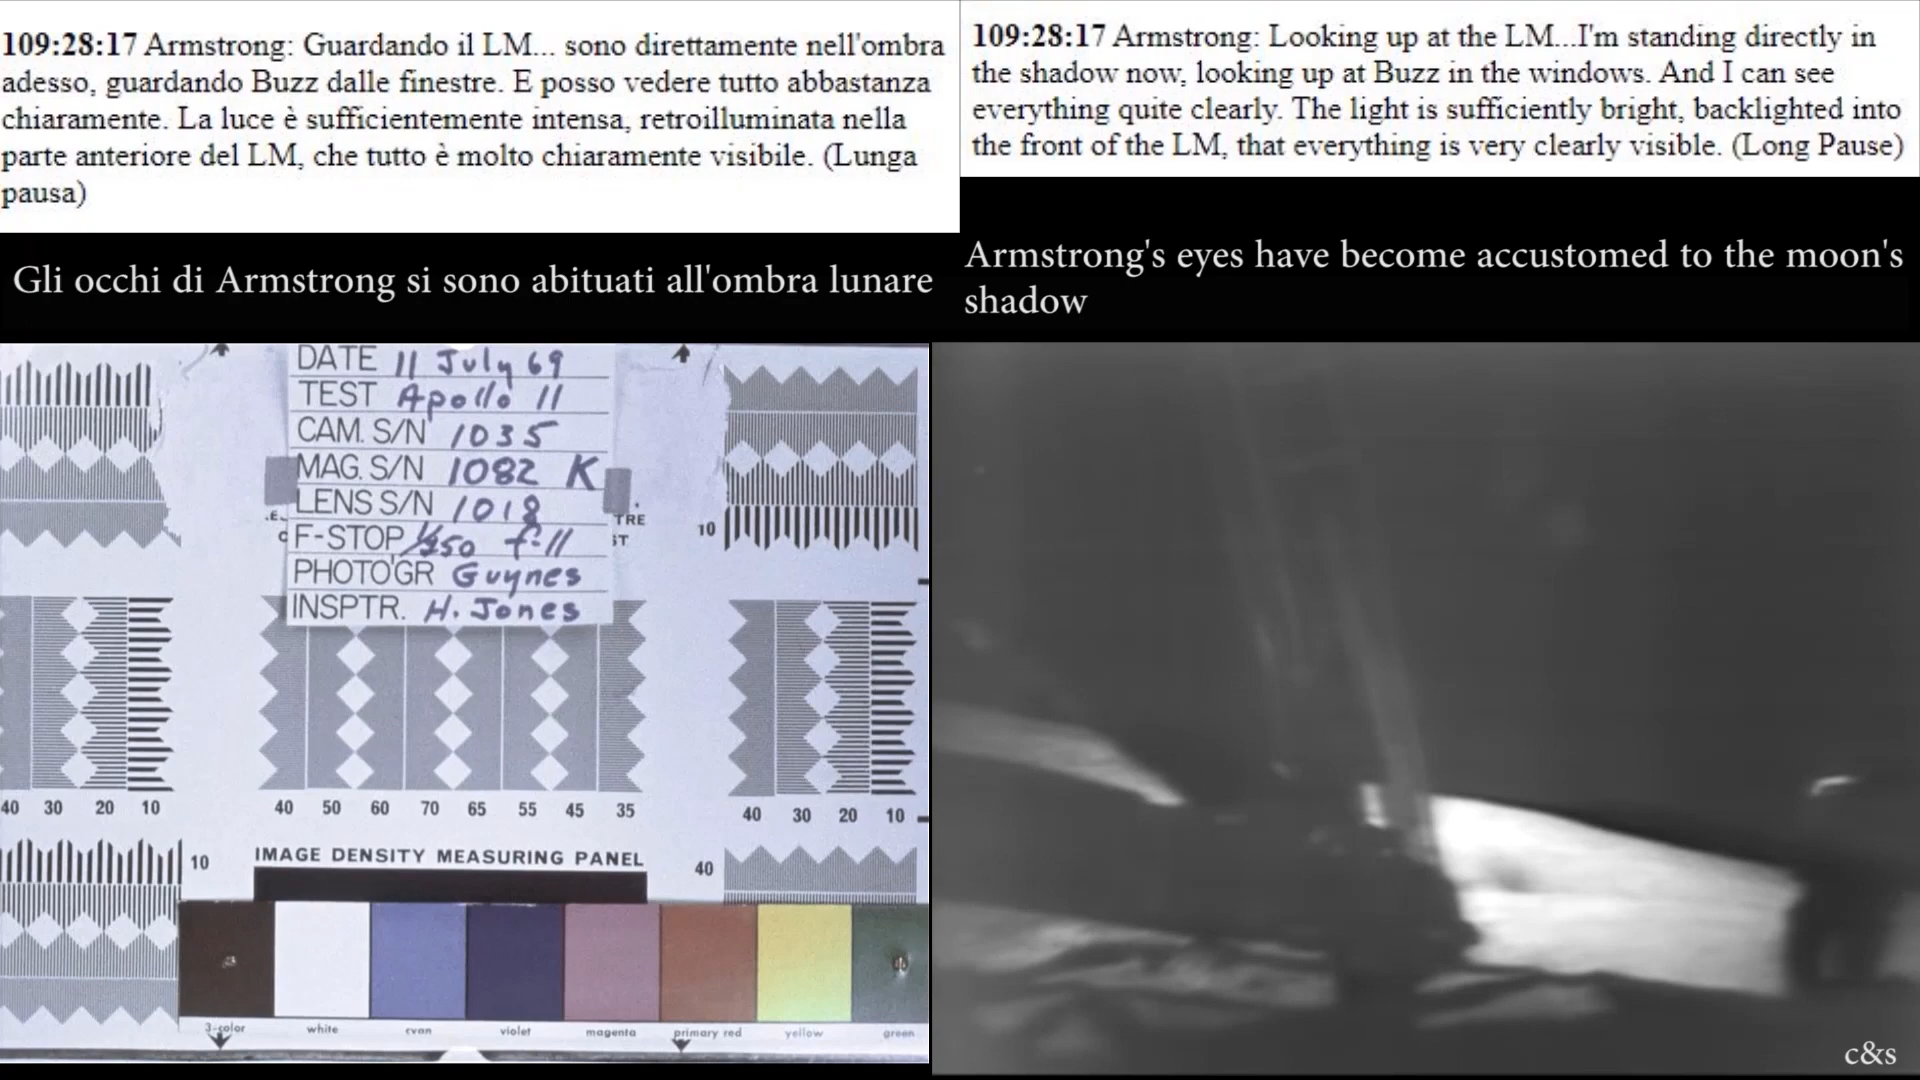 109:28:17 Armstrong: Guardando il LM... sono direttamente nell'ombra
adesso, guardando Buzz dalle finestre. E posso vedere tutto abbastanza
chiaramente. La luce è sufficientemente intensa, retroilluminata nella
parte anteriore del LM, che tutto è molto chiaramente visibile. (Lunga
pausa)
109:28:17 Armstrong: Looking up at the LM...I'm standing directly in
the shadow now, looking up at Buzz in the windows. And I can see
everything quite clearly. The light is sufficiently bright, backlighted into
the front of the LM, that everything is very clearly visible. (Long Pause)
Gli occhi di Armstrong si sono abituati all'ombra lunare
Armstrong's eyes have become accustomed to the moon's
shadow
DATE 11 July 69
TEST Apollo 11
CAM. S/N 1035
MAG. S/N 1082 K
LENS S/N 1018
F-STOP 1/250 f-11
PHOTO'GR Guynes
INSPTR. H. Jones
10
40 30 20 10
40 50 60 70 65 55 45 35
40 30 20 10
10
IMAGE DENSITY MEASURING PANEL
40
3-color white cyan violet magenta primary red yellow green
c&s